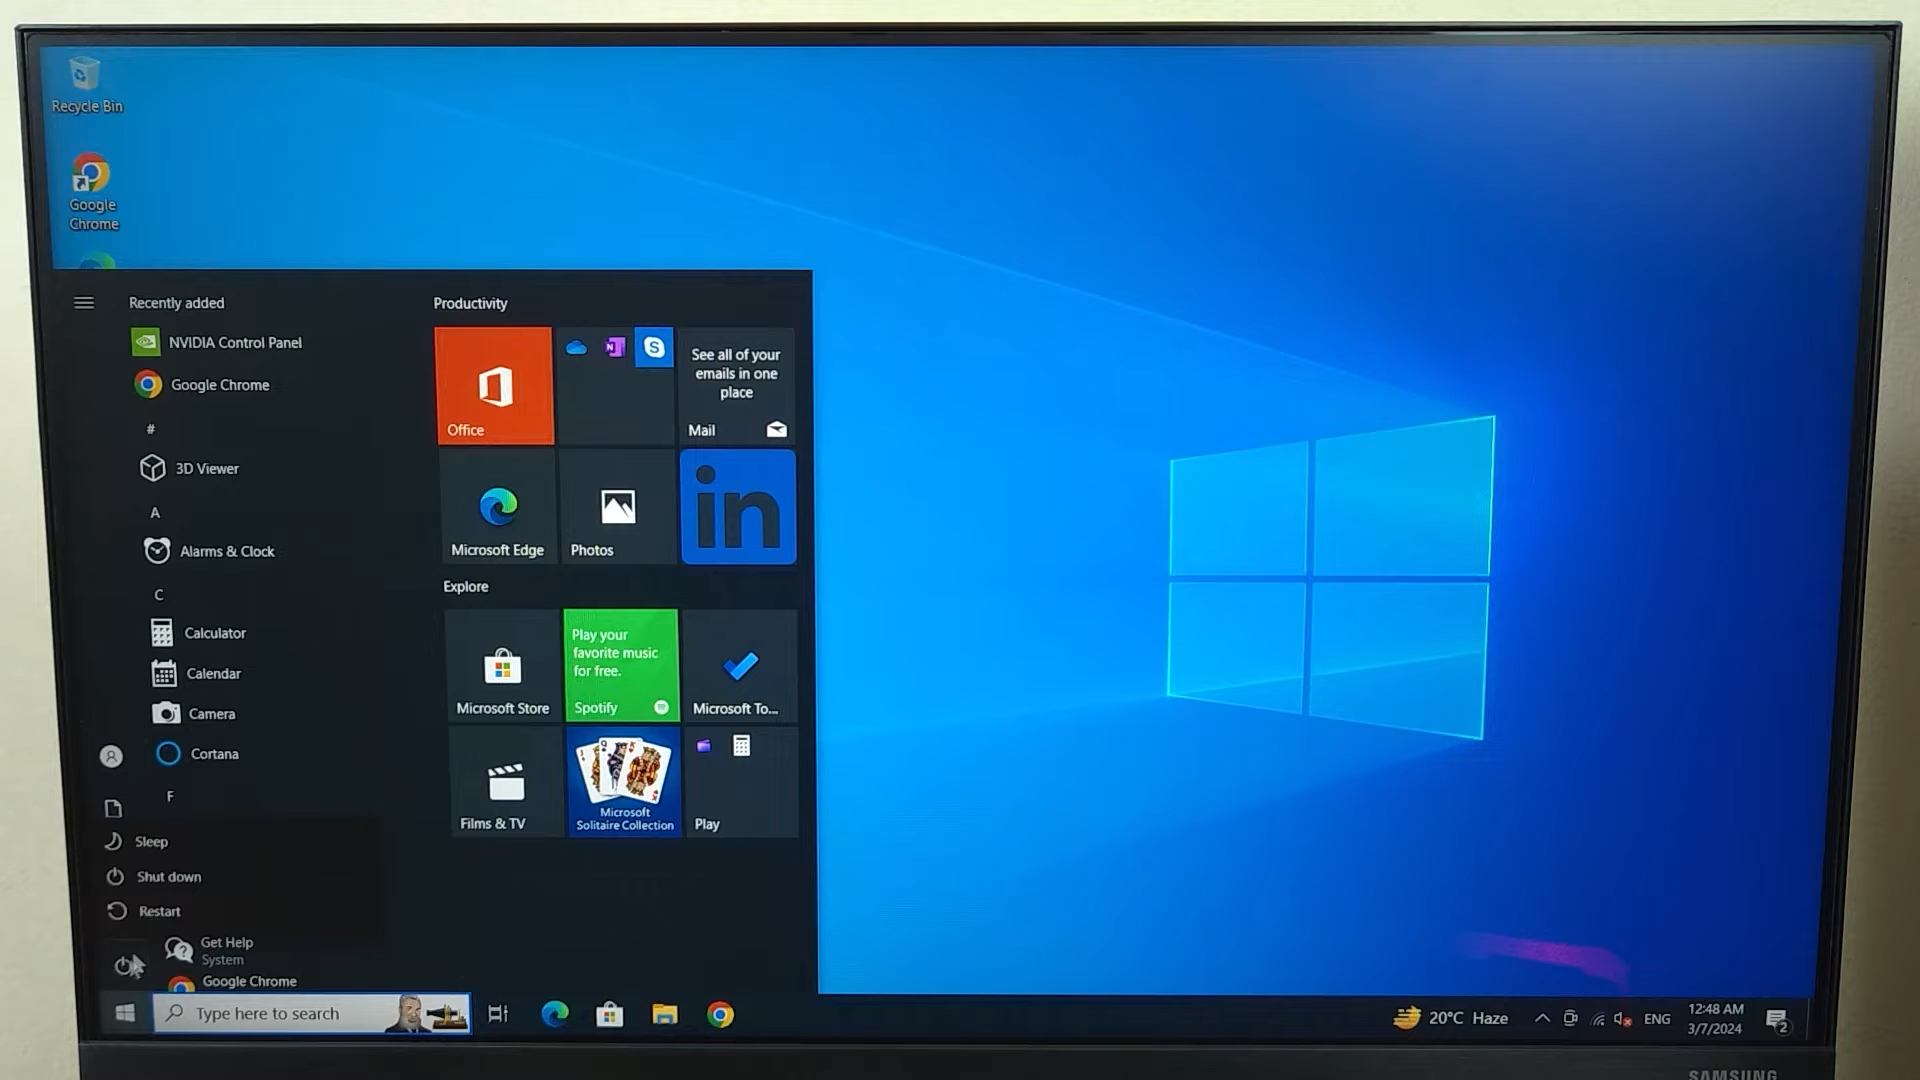 Recycle Bin
Google
Chrome
Recently added
NVIDIA Control Panel
Google Chrome
#
3D Viewer
A
Alarms & Clock
C
Calculator
Calendar
Camera
Cortana
F
Sleep
Shut down
Restart
Get Help
System
Google Chrome
Productivity
Office
N
S
See all of your
emails in one
place
Mail
Microsoft Edge
Photos
in
Explore
Microsoft Store
Play your
favorite music
for free.
Spotify
Microsoft To...
Films & TV
Microsoft
Solitaire Collection
Play
Type here to search
20°C Haze
ENG
12:48 AM
3/7/2024
2
SAMSUNG